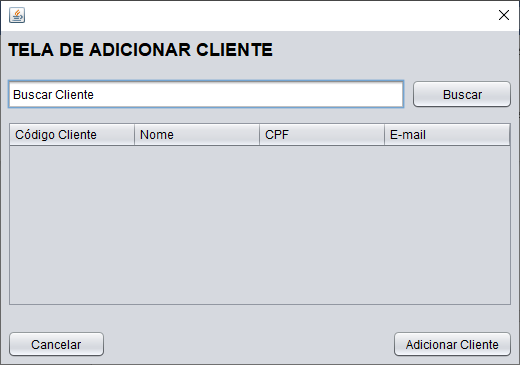 TELA DE ADICIONAR CLIENTE
Buscar Cliente
Buscar
Código Cliente Nome CPF E-mail
Cancelar
Adicionar Cliente